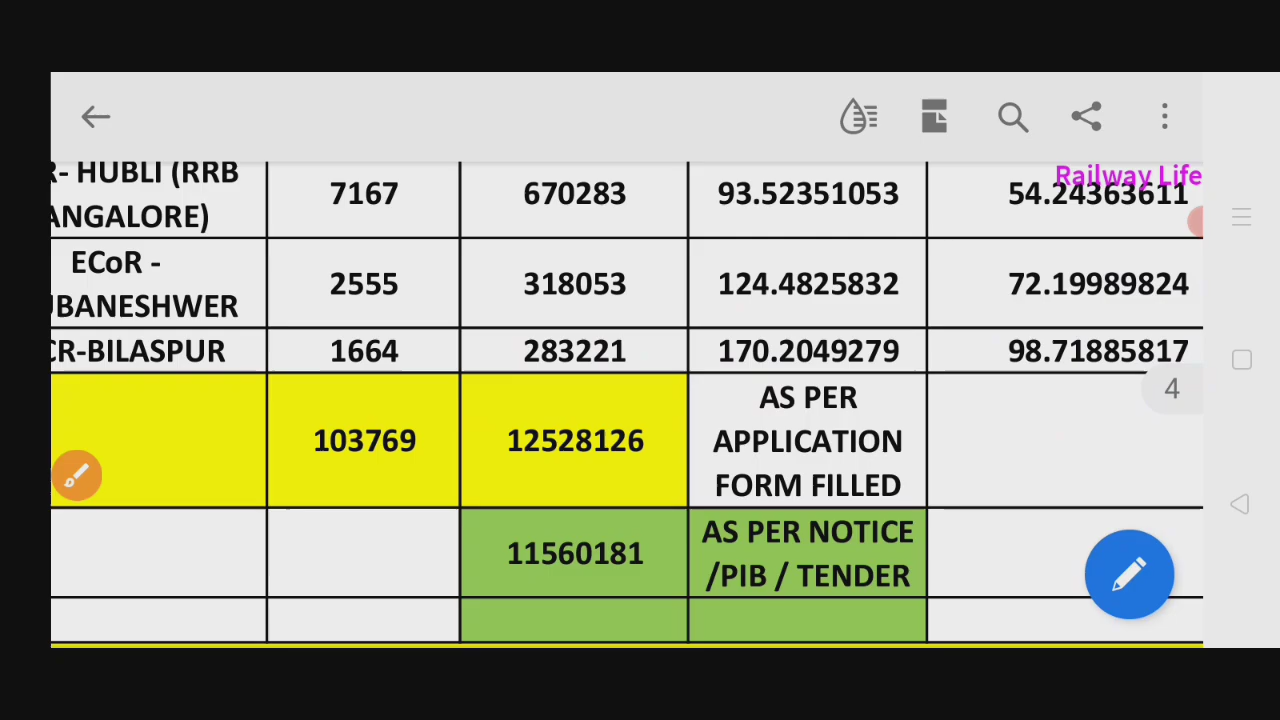 Railway Life
R- HUBLI (RRB
ANGALORE)
7167
670283
93.52351053
54.24363611
ECoR -
UBANESHWER
2555
318053
124.4825832
72.19989824
CR-BILASPUR
1664
283221
170.2049279
98.71885817
4
103769
12528126
AS PER
APPLICATION
FORM FILLED
11560181
AS PER NOTICE
/PIB / TENDER